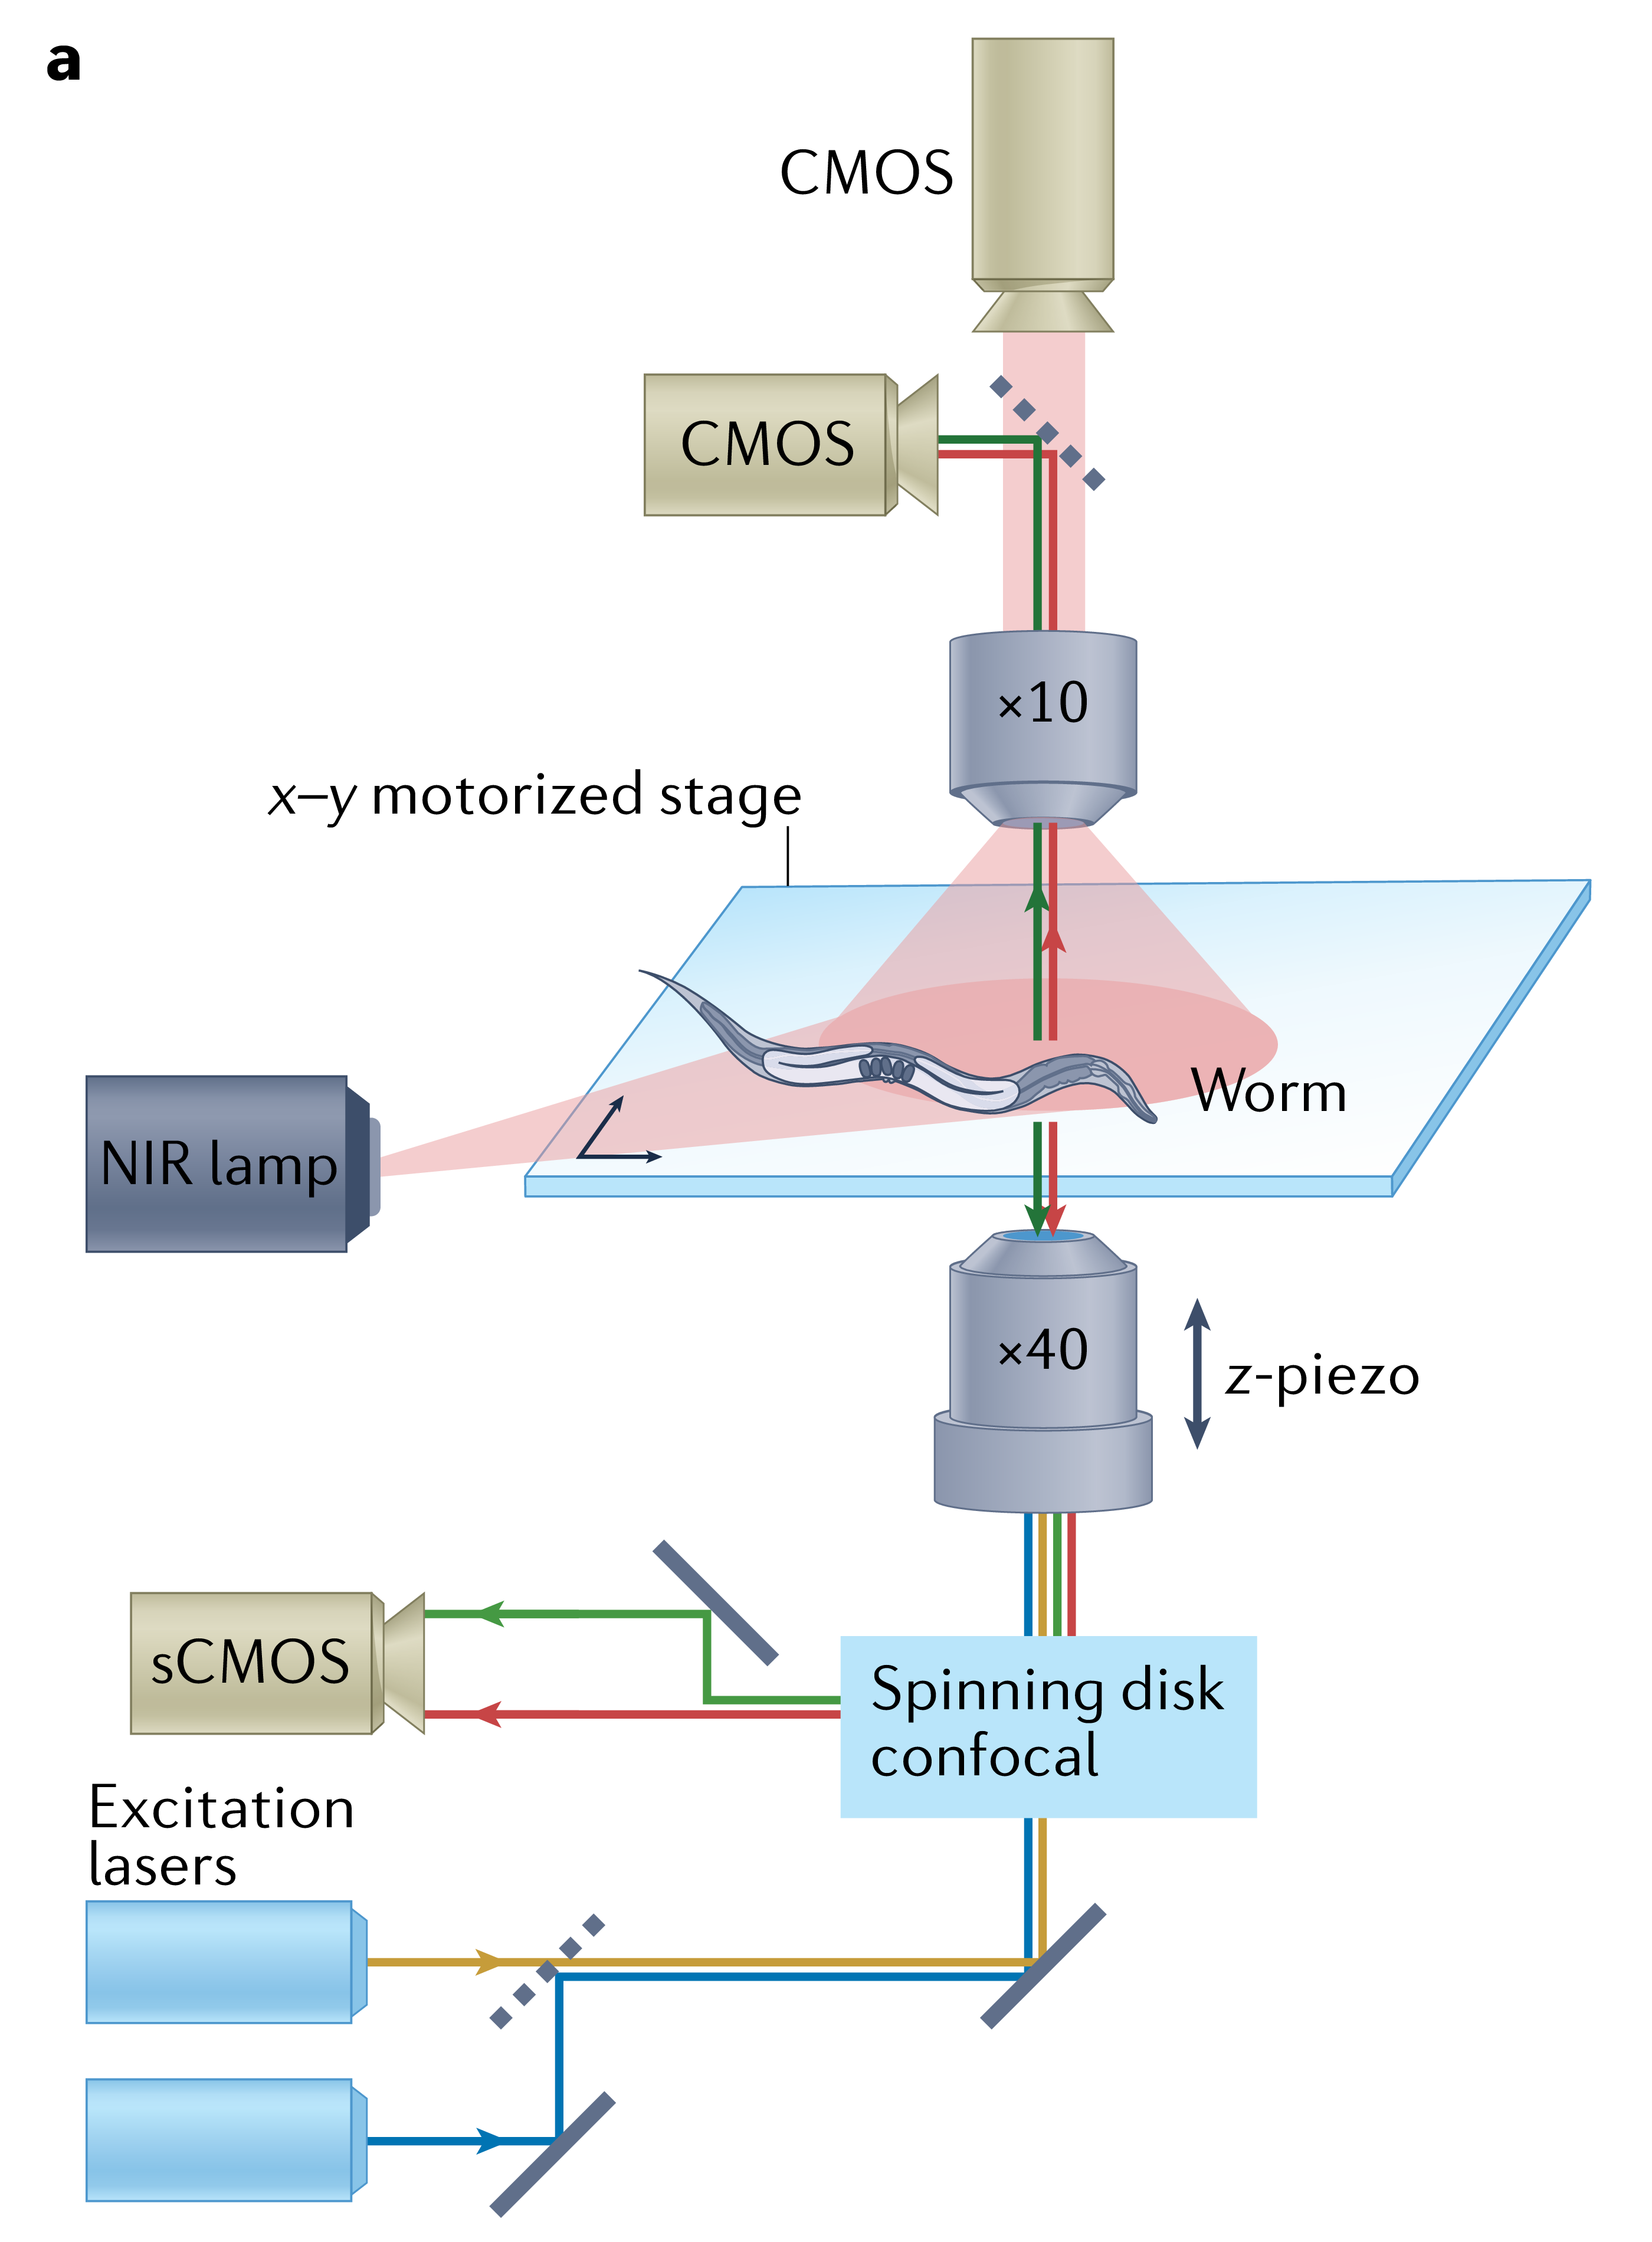 a
CMOS
CMOS
×10
x–y motorized stage
Worm
NIR lamp
×40
z-piezo
sCMOS
Spinning disk
confocal
Excitation
lasers